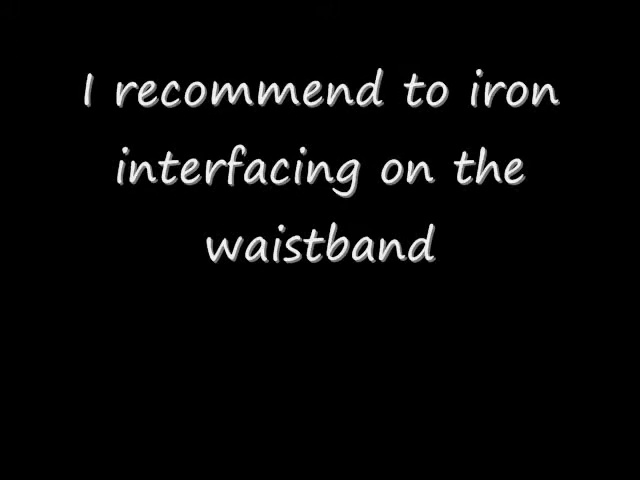 I recommend to iron
interfacing on the
waistband